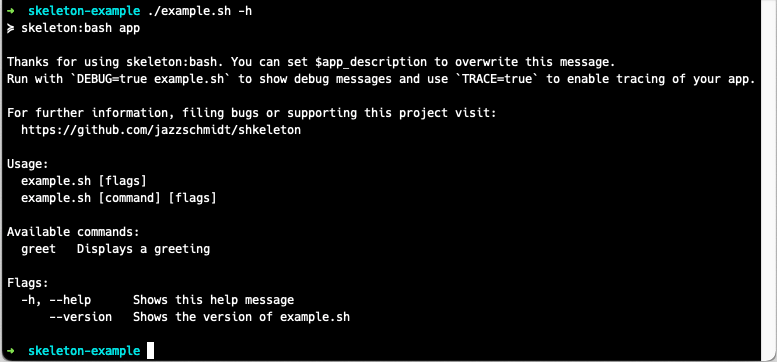 ➜  skeleton-example ./example.sh -h
⋟ skeleton:bash app

Thanks for using skeleton:bash. You can set $app_description to overwrite this message.
Run with `DEBUG=true example.sh` to show debug messages and use `TRACE=true` to enable tracing of your app.

For further information, filing bugs or supporting this project visit:
  https://github.com/jazzschmidt/shkeleton

Usage:
  example.sh [flags]
  example.sh [command] [flags]

Available commands:
  greet   Displays a greeting

Flags:
  -h, --help      Shows this help message
      --version   Shows the version of example.sh

➜  skeleton-example